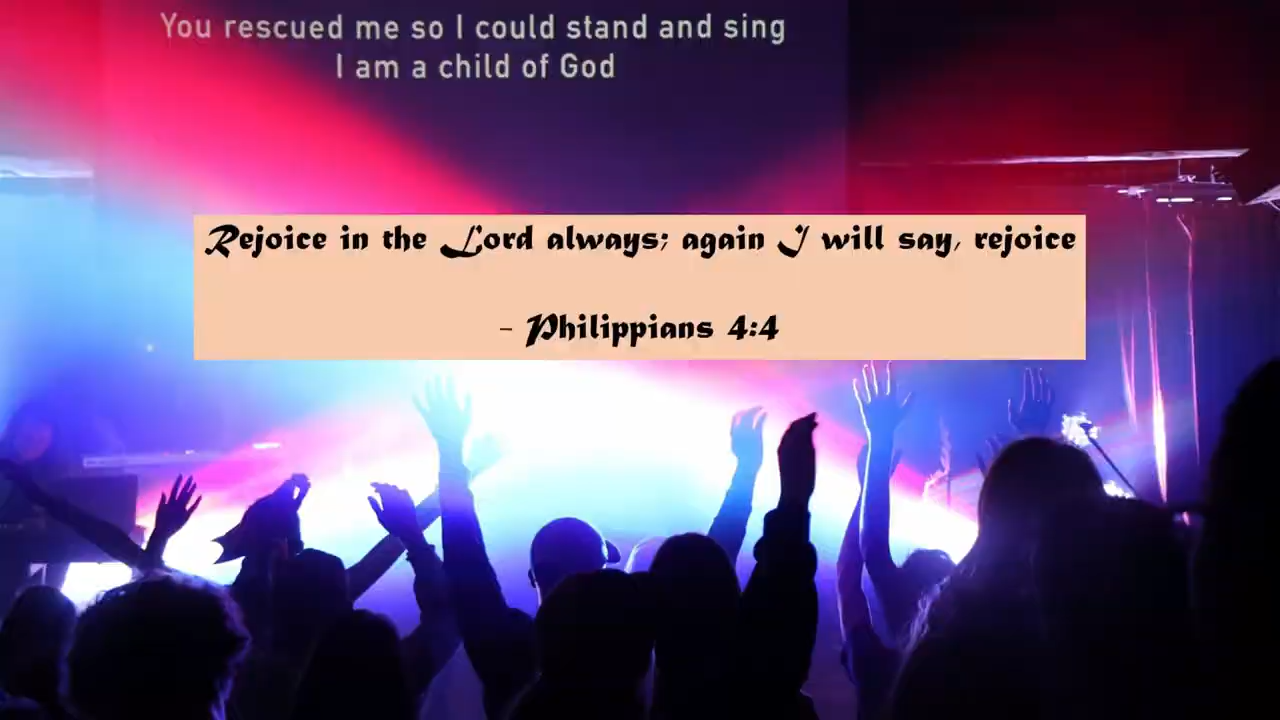 You rescued me so I could stand and sing
I am a child of God
Rejoice in the Lord always; again I will say, rejoice
- Philippians 4:4